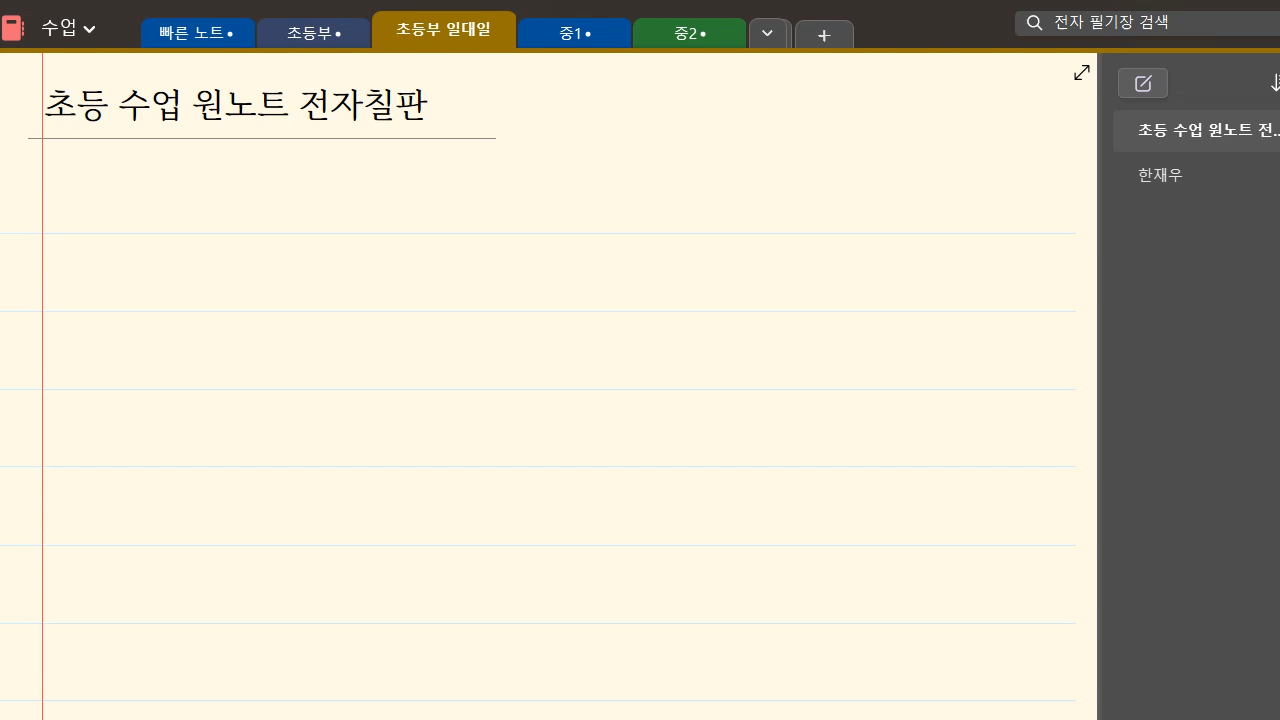 수업
빠른 노트
초등부
초등부 일대일
중1
중2
전자 필기장 검색
초등 수업 원노트 전자칠판
초등 수업 원노트 전...
한재우